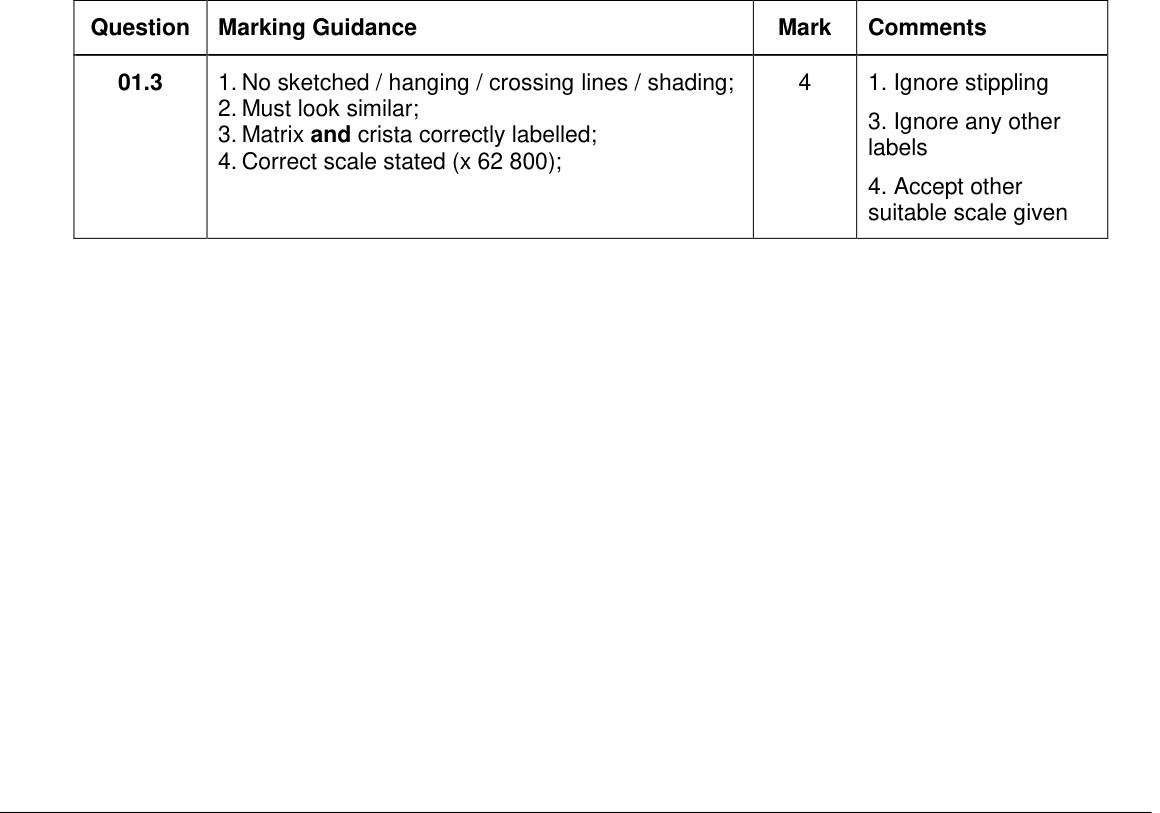 Question Marking Guidance Mark Comments
01.3 1. No sketched / hanging / crossing lines / shading; 4 1. Ignore stippling
2. Must look similar;
3. Matrix and crista correctly labelled;
4. Correct scale stated (x 62 800);
3. Ignore any other
labels
4. Accept other
suitable scale given